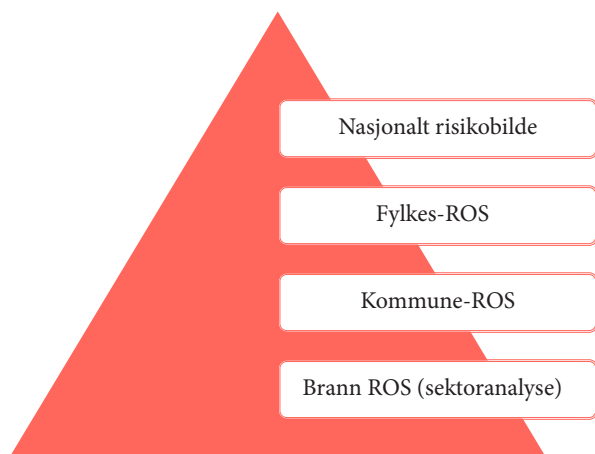 Nasjonalt risikobilde
Fylkes-ROS
Kommune-ROS
Brann ROS (sektoranalyse)